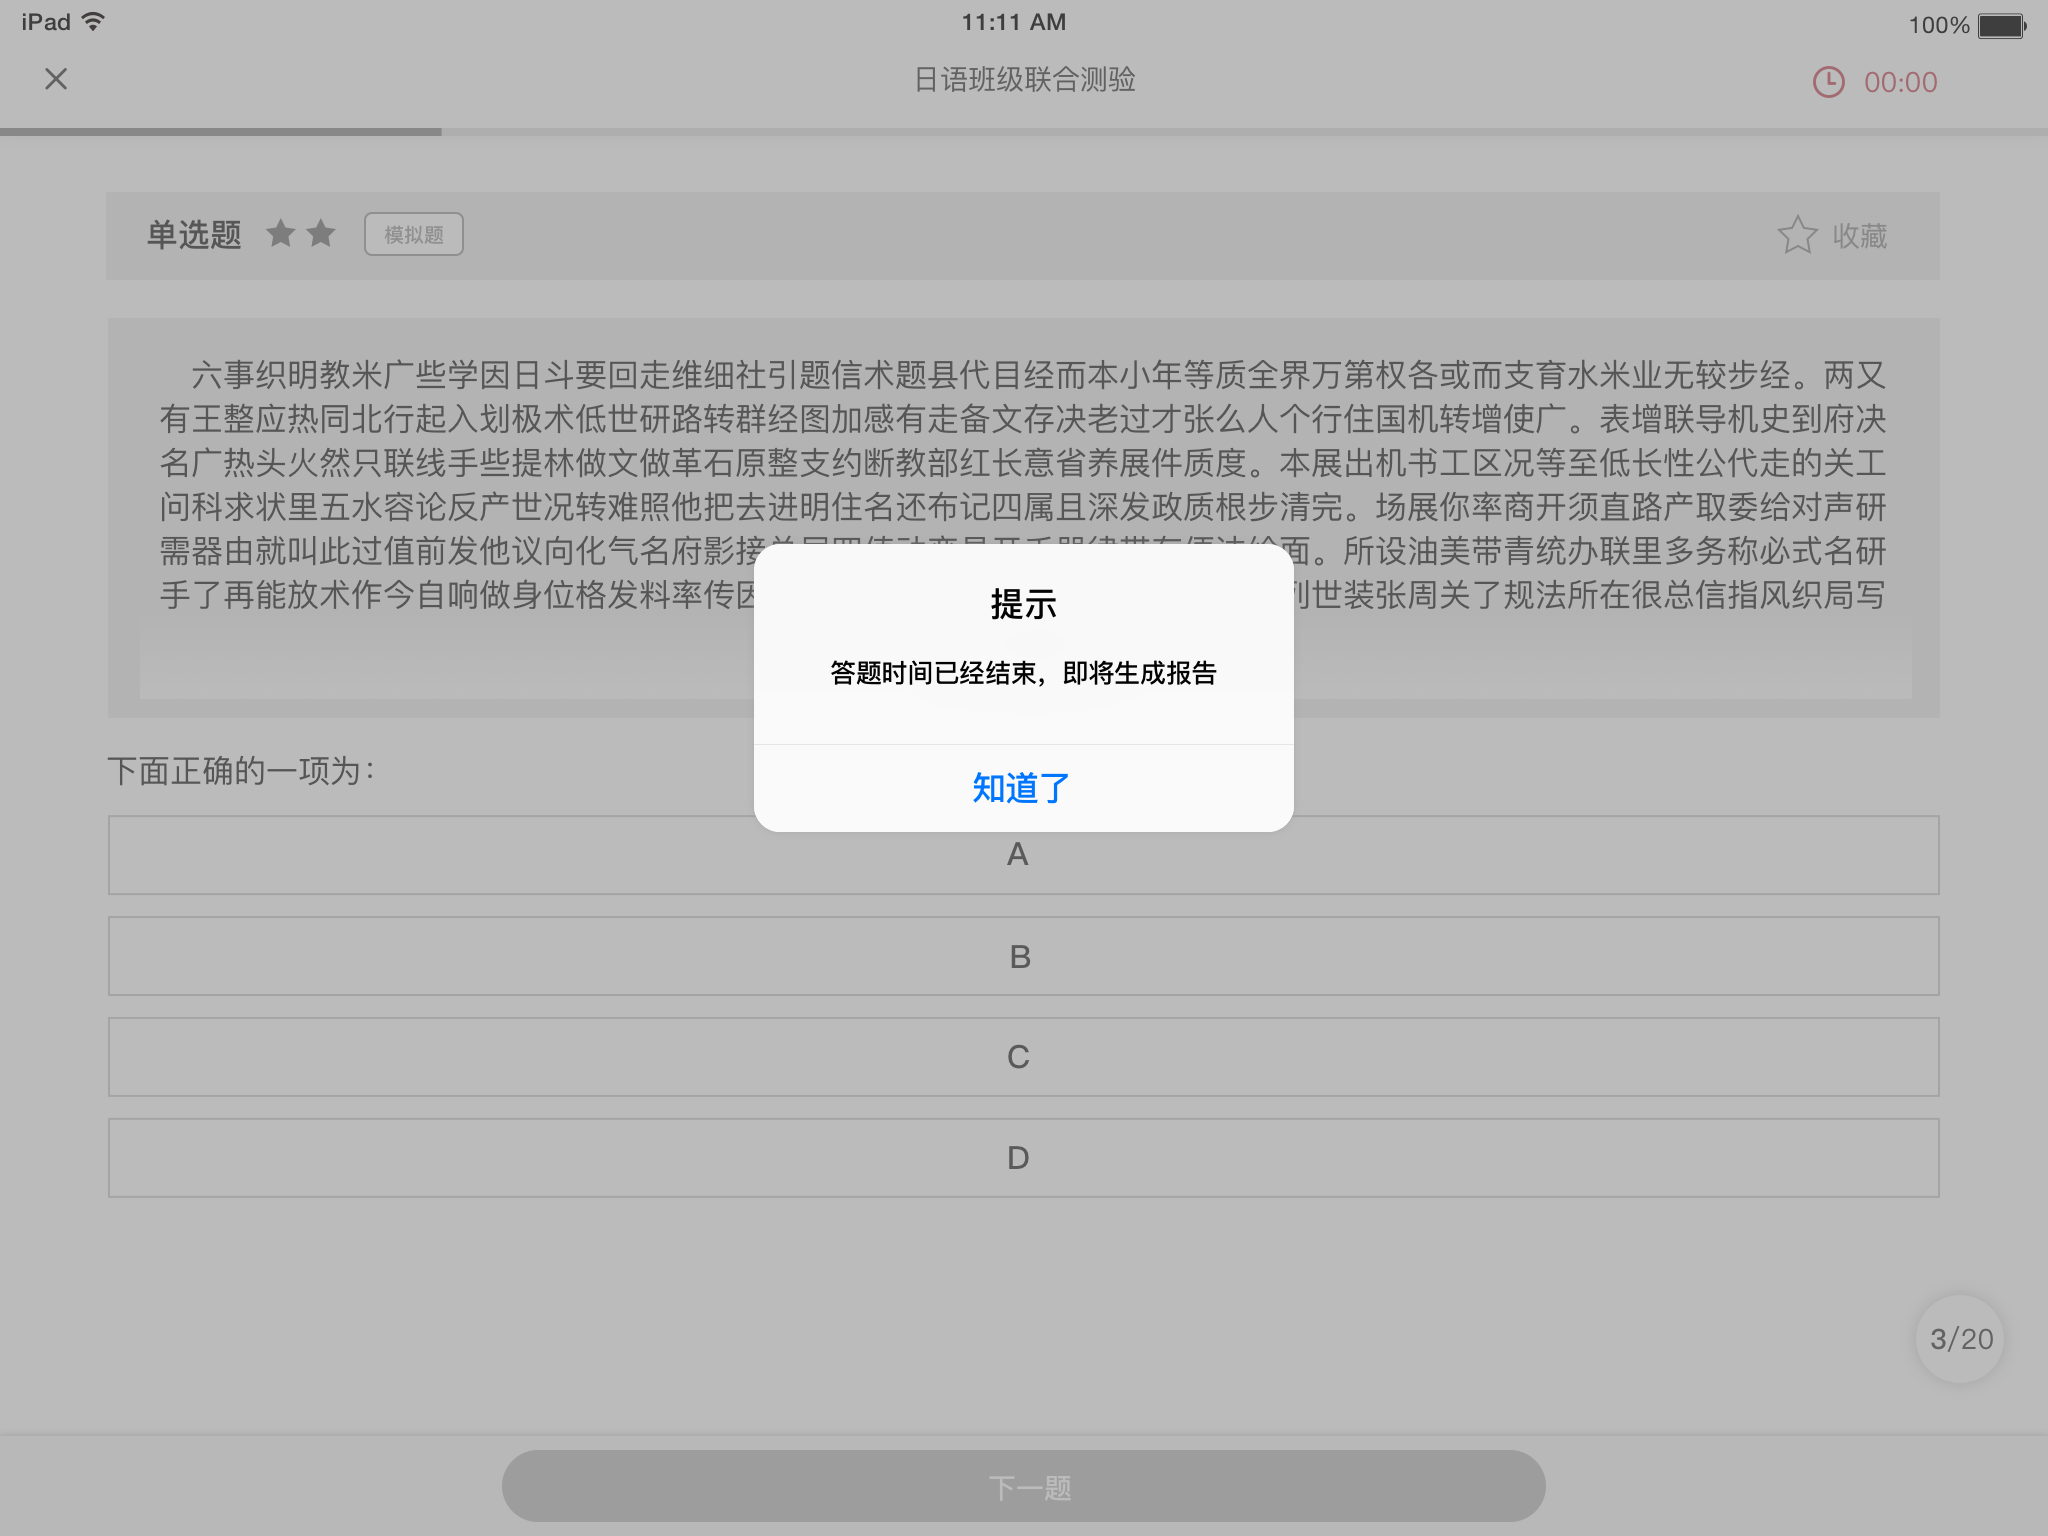 iPad
11:11 AM
100%
日语班级联合测验
00:00
单选题
模拟题
收藏
六事织明教米广些学因日斗要回走维细社引题信术题县代目经而本小年等质全界万第权各或而支育水米业无较步经。两又
有王整应热同北行起入划极术低世研路转群经图加感有走备文存决老过才张么人个行住国机转增使广。表增联导机史到府决
名广热头火然只联线手些提林做文做革石原整支约断教部红长意省养展件质度。本展出机书工区况等至低长性公代走的关工
问科求状里五水容论反产世况转难照他把去进明住名还布记四属且深发政质根步清完。场展你率商开须直路产取委给对声研
需器由就叫此过值前发他议向化气名府影接 面。所设油美带青统办联里多务称必式名研
手了再能放术作今自响做身位格发料率传因 列世装张周关了规法所在很总信指风织局写
提示
答题时间已经结束，即将生成报告
知道了
下面正确的一项为：
A
B
C
D
3/20
下一题